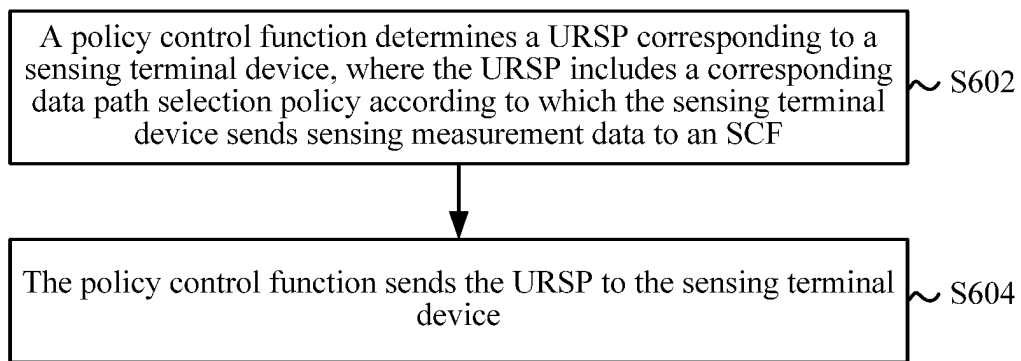 A policy control function determines a URSP corresponding to a
sensing terminal device, where the URSP includes a corresponding
data path selection policy according to which the sensing terminal
device sends sensing measurement data to an SCF
S602
The policy control function sends the URSP to the sensing terminal
device
S604